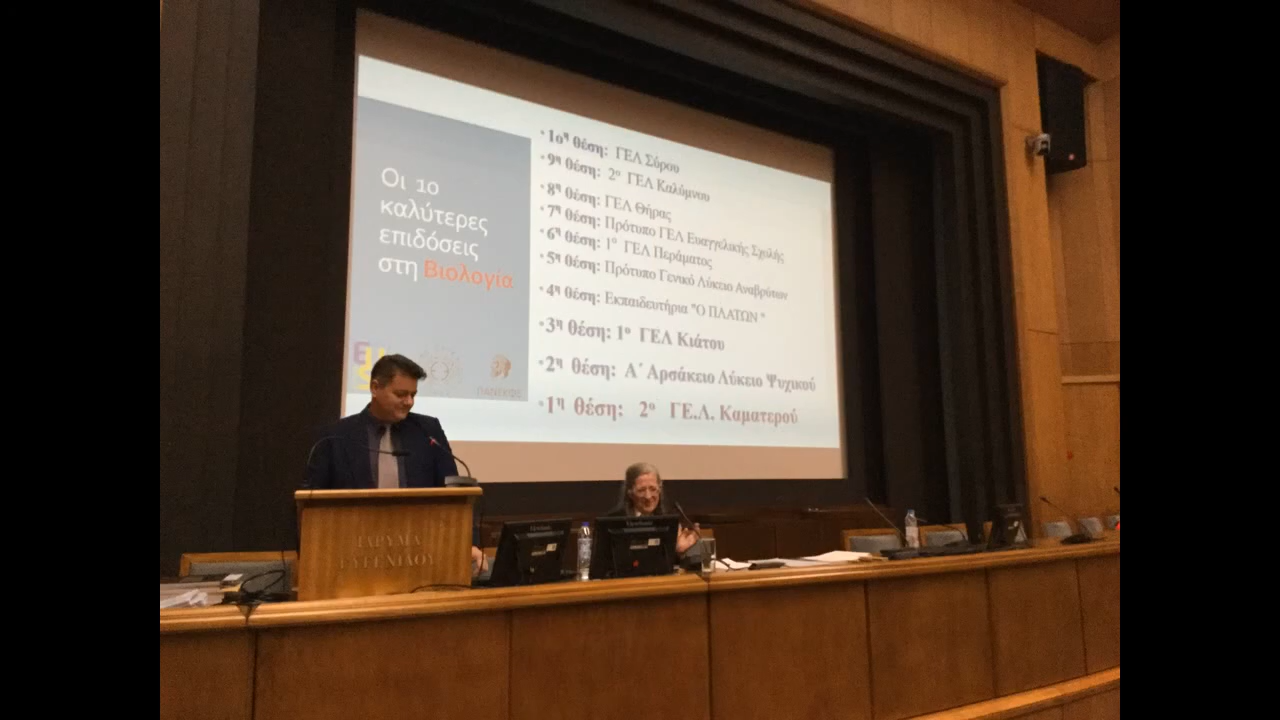 Οι 10
καλύτερες
επιδόσεις
στη Βιολογία
• 10η θέση: ΓΕΛ Σύρου
• 9η θέση: 2ο ΓΕΛ Καλύμνου
• 8η θέση: ΓΕΛ Θήρας
• 7η θέση: Πρότυπο ΓΕΛ Ευαγγελικής Σχολής
• 6η θέση: 1ο ΓΕΛ Περάματος
• 5η θέση: Πρότυπο Γενικό Λύκειο Αναβρύτων
• 4η θέση: Εκπαιδευτήρια "Ο ΠΛΑΤΩΝ "
• 3η θέση: 1ο ΓΕΛ Κιάτου
• 2η θέση: Α΄ Αρσάκειο Λύκειο Ψυχικού
• 1η θέση: 2ο ΓΕ.Λ. Καματερού
ΙΔΡΥΜΑ
ΕΥΓΕΝΙΔΟΥ